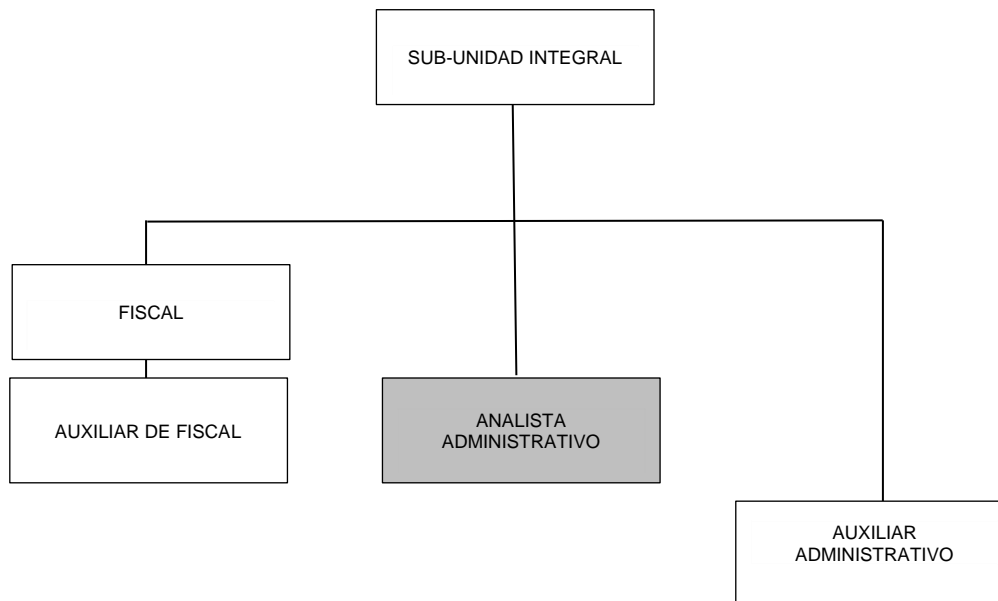 SUB-UNIDAD INTEGRAL
FISCAL
AUXILIAR DE FISCAL
ANALISTA
ADMINISTRATIVO
AUXILIAR
ADMINISTRATIVO